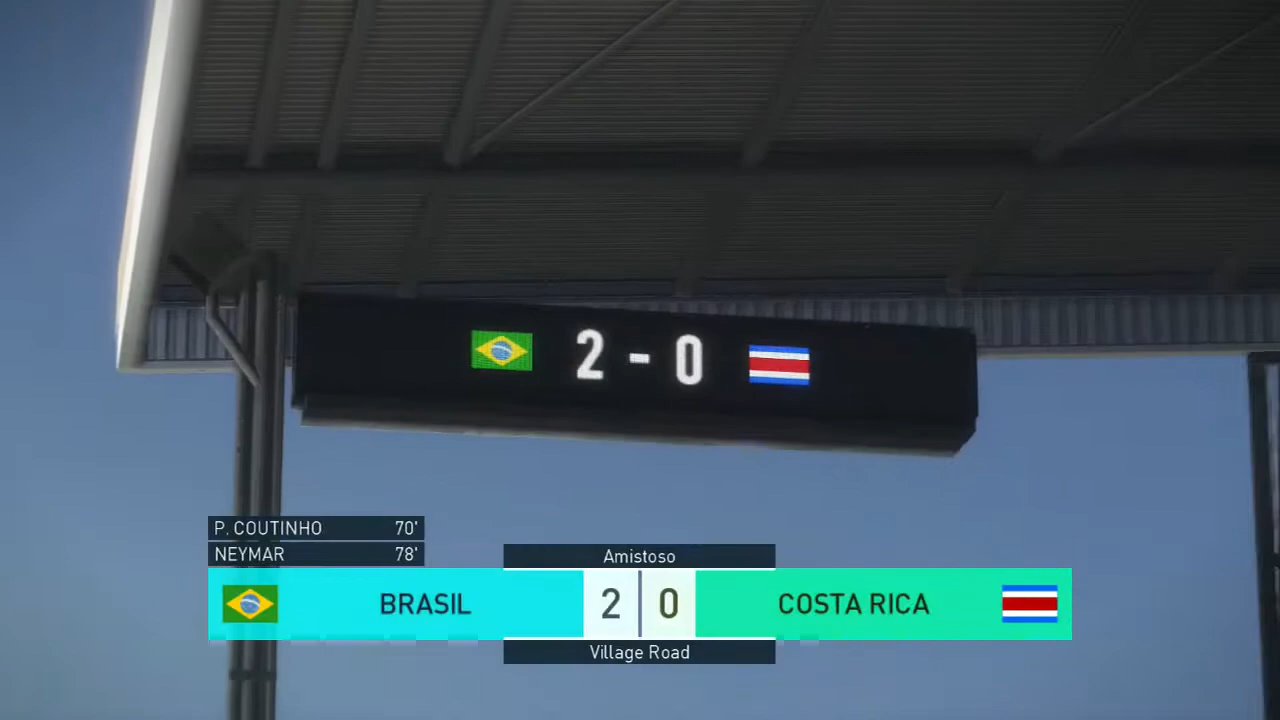 2 - 0
P. COUTINHO 70'
NEYMAR 78'
Amistoso
BRASIL 2 0 COSTA RICA
Village Road